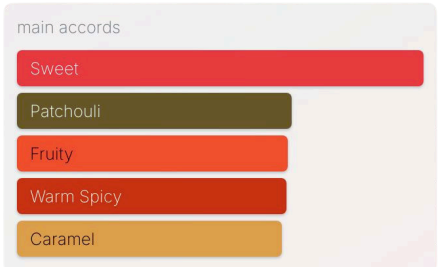 main accords
Sweet
Patchouli
Fruity
Warm Spicy
Caramel